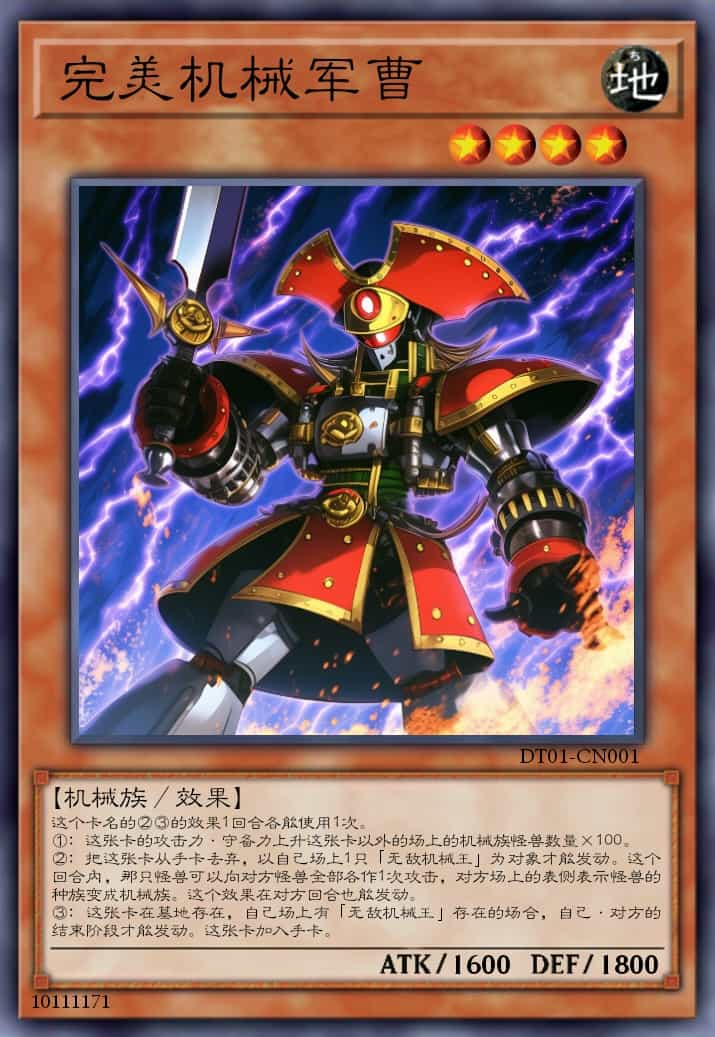 完美机械军曹
ち
地
DT01-CN001
【机械族／效果】
这个卡名的②③的效果1回合各能使用1次。
①：这张卡的攻击力·守备力上升这张卡以外的场上的机械族怪兽数量×100。
②：把这张卡从手卡丢弃，以自己场上1只「无敌机械王」为对象才能发动。这个
回合内，那只怪兽可以向对方怪兽全部各作1次攻击，对方场上的表侧表示怪兽的
种族变成机械族。这个效果在对方回合也能发动。
③：这张卡在墓地存在，自己场上有「无敌机械王」存在的场合，自己·对方的
结束阶段才能发动。这张卡加入手卡。
ATK/1600 DEF/1800
10111171